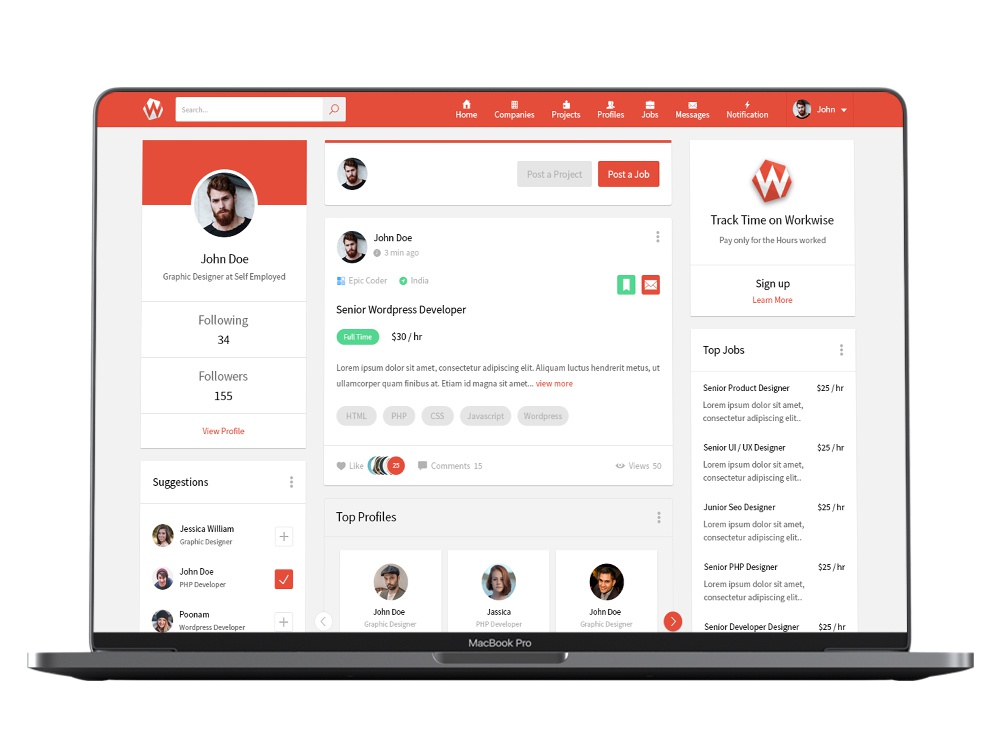 W
Search...
Home
Companies
Projects
Profiles
Jobs
Messages
Notification
John
John Doe
Graphic Designer at Self Employed
Following
34
Followers
155
View Profile
Suggestions
Jessica William
Graphic Designer
John Doe
PHP Developer
Poonam
Wordpress Developer
Post a Project
Post a Job
John Doe
3 min ago
Epic Coder
India
Senior Wordpress Developer
Full Time
$30 / hr
Lorem ipsum dolor sit amet, consectetur adipiscing elit. Aliquam luctus hendrerit metus, ut
ullamcorper quam finibus at. Etiam id magna sit amet... view more
HTML
PHP
CSS
Javascript
Wordpress
Like
25
Comments 15
Views 50
Top Profiles
John Doe
Graphic Designer
Jassica
PHP Developer
John Doe
Graphic Designer
W
Track Time on Workwise
Pay only for the Hours worked
Sign up
Learn More
Top Jobs
Senior Product Designer
$25 / hr
Lorem ipsum dolor sit amet,
consectetur adipiscing elit..
Senior UI / UX Designer
$25 / hr
Lorem ipsum dolor sit amet,
consectetur adipiscing elit..
Junior Seo Designer
$25 / hr
Lorem ipsum dolor sit amet,
consectetur adipiscing elit..
Senior PHP Designer
$25 / hr
Lorem ipsum dolor sit amet,
consectetur adipiscing elit..
Senior Developer Designer
$25 / hr
MacBook Pro